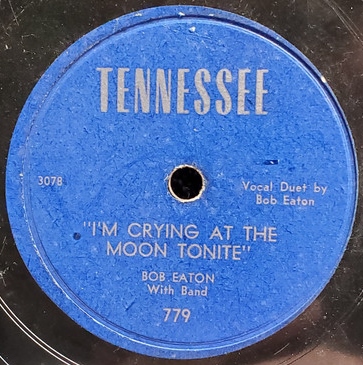 TENNESSEE
3078
Vocal Duet by
Bob Eaton
"I'M CRYING AT THE
MOON TONITE"
BOB EATON
With Band
779